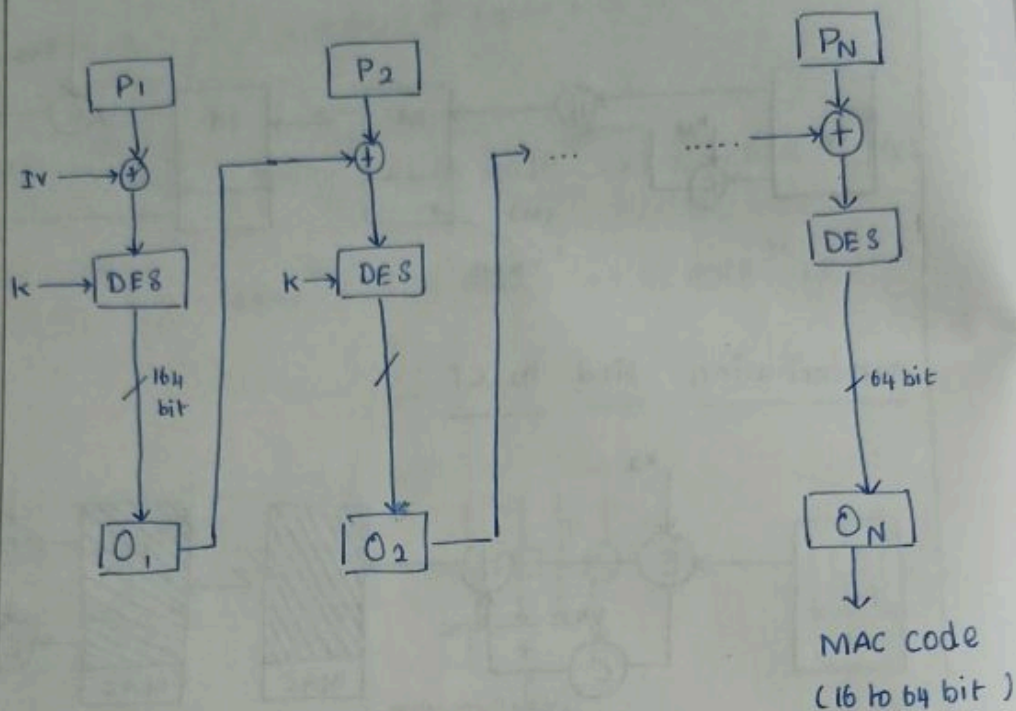 P1
P2
PN
+
+
+
IV
...
.....
K
DES
K
DES
DES
164
bit
64 bit
O1
O2
ON
MAC code
(16 to 64 bit)